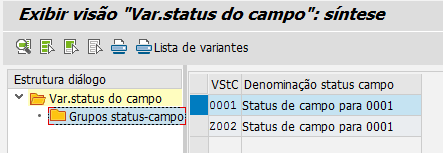 Exibir visão "Var.status do campo": síntese
Lista de variantes
Estrutura diálogo
Var.status do campo
Grupos status-campo
VStC Denominação status campo
0001 Status de campo para 0001
Z002 Status de campo para 0001